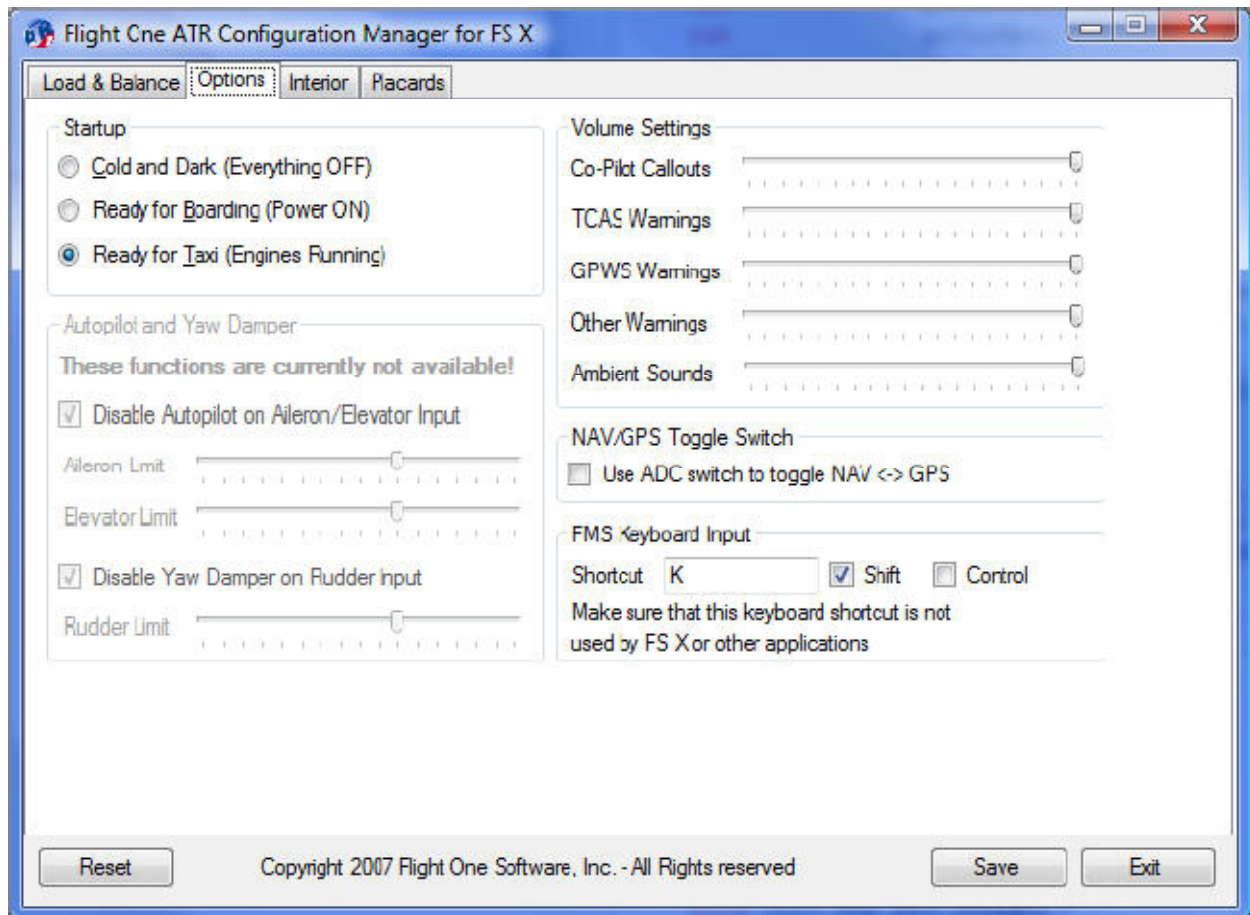 Flight One ATR Configuration Manager for FS X
Load & Balance Options Interior Placards
Startup
Cold and Dark (Everything OFF)
Ready for Boarding (Power ON)
Ready for Taxi (Engines Running)
Autopilot and Yaw Damper
These functions are currently not available!
Disable Autopilot on Aileron/Elevator Input
Aileron Limit
Elevator Limit
Disable Yaw Damper on Rudder Input
Rudder Limit
Volume Settings
Co-Pilot Callouts
TCAS Warnings
GPWS Warnings
Other Warnings
Ambient Sounds
NAV/GPS Toggle Switch
Use ADC switch to toggle NAV <-> GPS
FMS Keyboard Input
Shortcut K Shift Control
Make sure that this keyboard shortcut is not
used by FS X or other applications
Reset Copyright 2007 Flight One Software, Inc. - All Rights reserved Save Exit